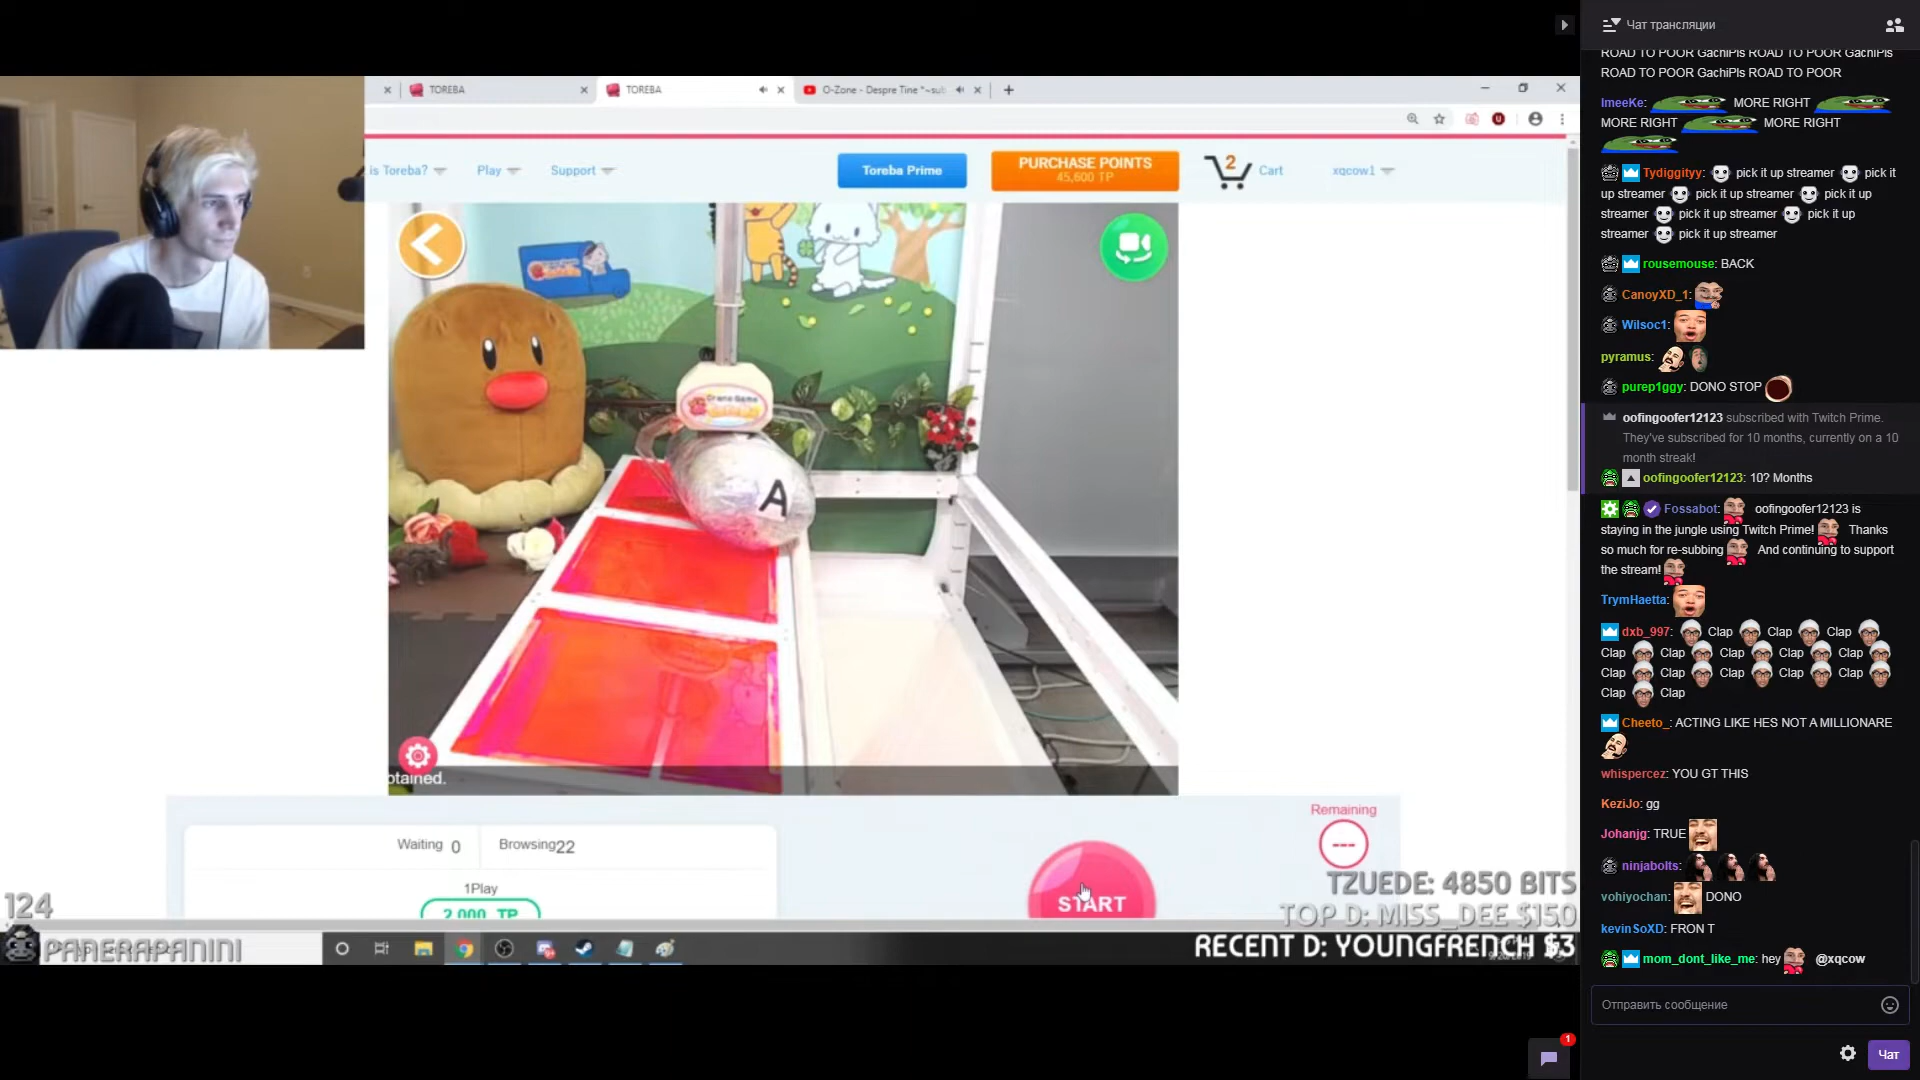 TOREBA
TOREBA
O-Zone - Despre Tine *~sub
is Toreba?
Play
Support
Toreba Prime
PURCHASE POINTS
45,600 TP
2
Cart
xqcow1
A
otained.
Waiting 0
Browsing22
1Play
2,000 TP
Remaining
---
START
124
PANERAPANINI
TZUEDE: 4850 BITS
TOP D: MISS_DEE $150
RECENT D: YOUNGFRENCH $3
Чат трансляции
ROAD TO POOR GachiPls ROAD TO POOR GachiPls
ROAD TO POOR GachiPls ROAD TO POOR
ImeeKe: MORE RIGHT
MORE RIGHT MORE RIGHT
Tydiggityy: pick it up streamer pick it
up streamer pick it up streamer pick it up
streamer pick it up streamer pick it up
streamer pick it up streamer
rousemouse: BACK
CanoyXD_1:
Wilsoc1:
pyramus:
purep1ggy: DONO STOP
oofingoofer12123 subscribed with Twitch Prime.
They've subscribed for 10 months, currently on a 10
month streak!
oofingoofer12123: 10? Months
Fossabot: oofingoofer12123 is
staying in the jungle using Twitch Prime! Thanks
so much for re-subbing And continuing to support
the stream!
TrymHaetta:
dxb_997: Clap Clap Clap
Clap Clap Clap Clap Clap
Clap Clap Clap Clap Clap
Clap Clap
Cheeto_: ACTING LIKE HES NOT A MILLIONARE
whispercez: YOU GT THIS
KeziJo: gg
Johanjg: TRUE
ninjabolts:
vohiyochan: DONO
kevinSoXD: FRON T
mom_dont_like_me: hey @xqcow
Отправить сообщение
1
Чат